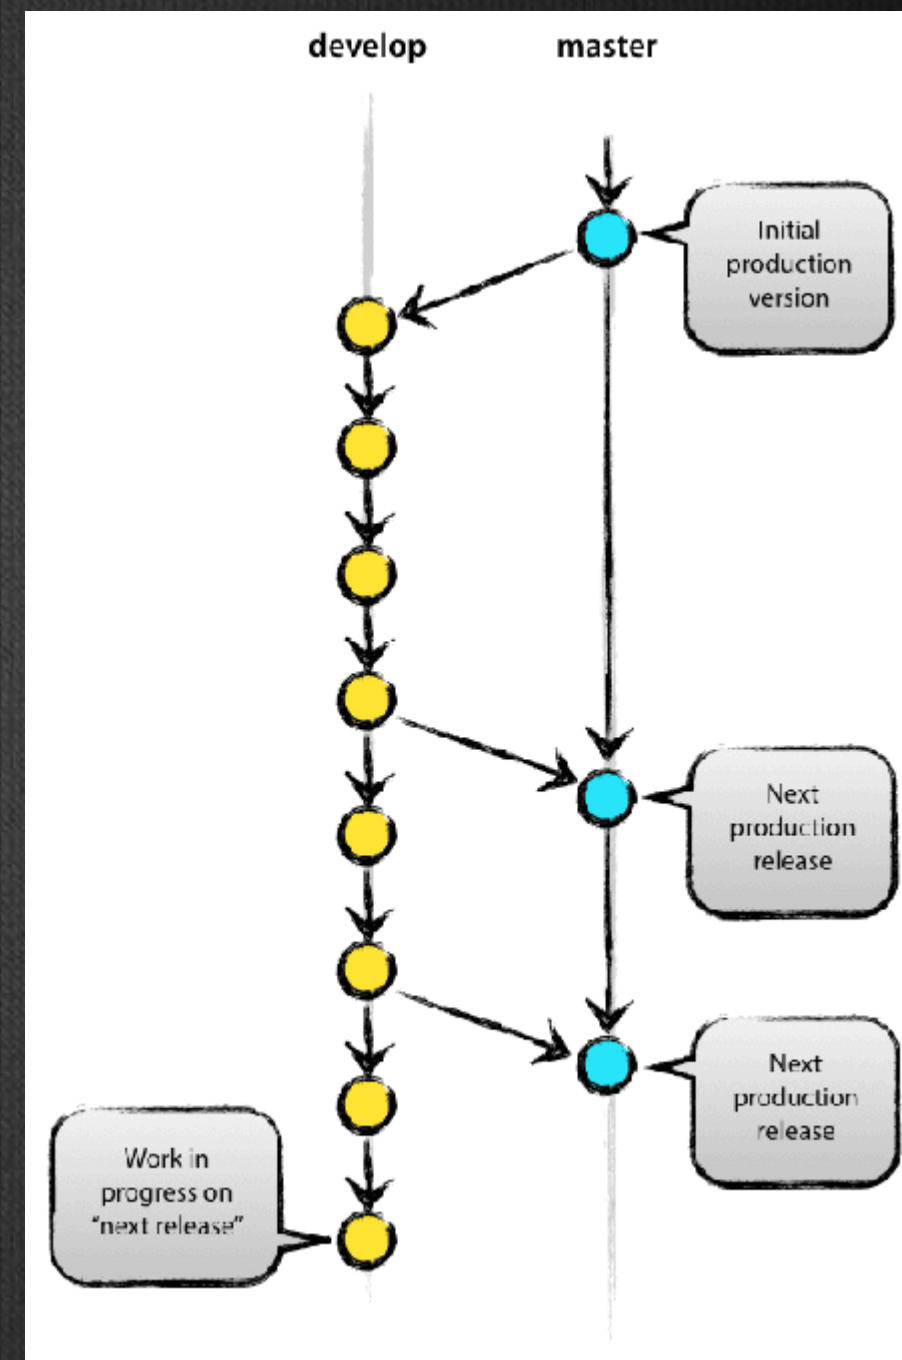 develop
master
Initial
production
version
Next
production
release
Next
production
release
Work in
progress on
“next release”